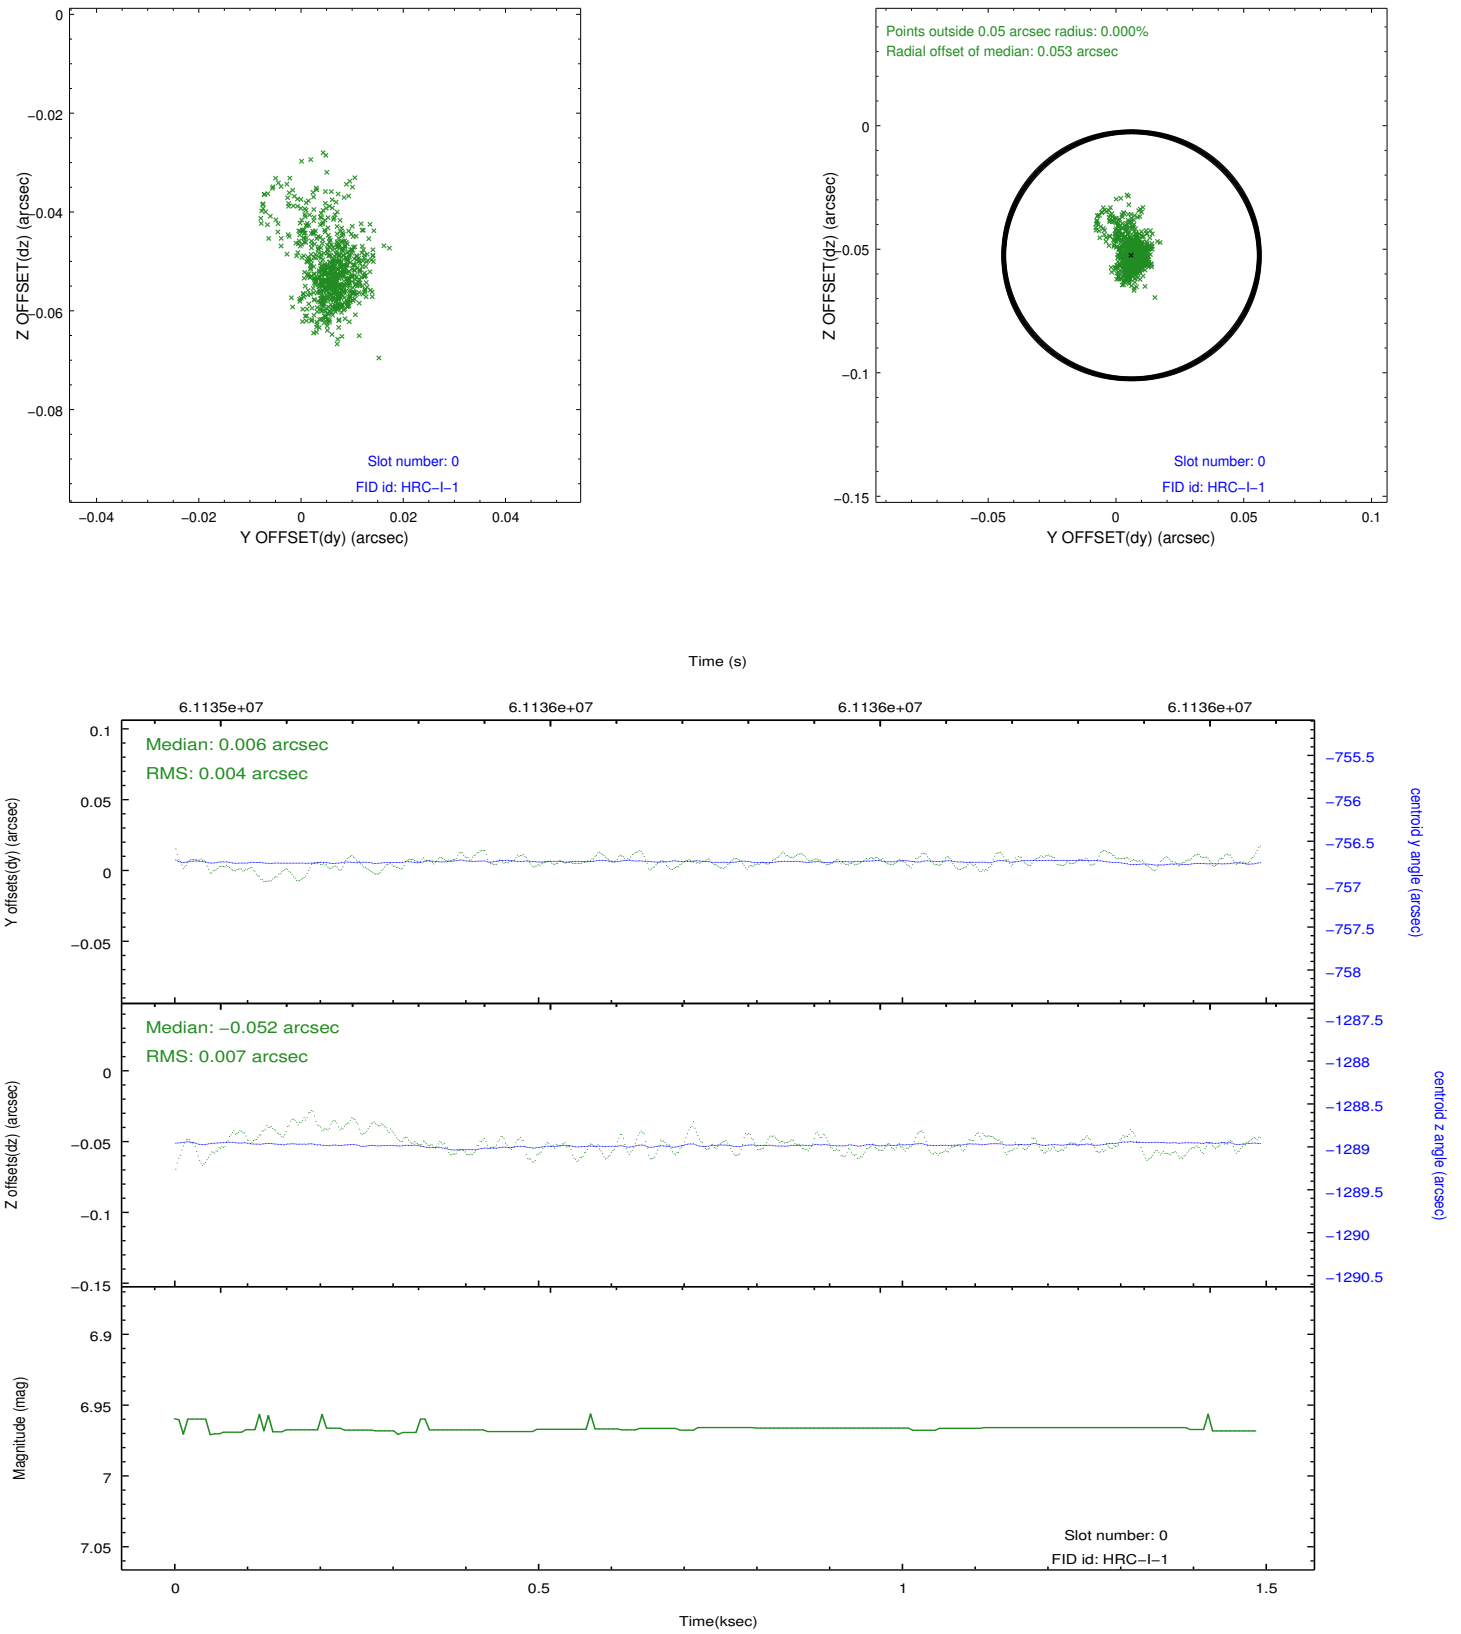 0
−0.02
−0.04
−0.06
−0.08
Z OFFSET(dz) (arcsec)
Slot number: 0
FID id: HRC−I−1
−0.04
−0.02
0
0.02
0.04
Y OFFSET(dy) (arcsec)
Points outside 0.05 arcsec radius: 0.000%
Radial offset of median: 0.053 arcsec
0
−0.05
−0.1
−0.15
Z OFFSET(dz) (arcsec)
Slot number: 0
FID id: HRC−I−1
−0.05
0
0.05
0.1
Y OFFSET(dy) (arcsec)
Time (s)
6.1135e+07
6.1136e+07
6.1136e+07
6.1136e+07
Median: 0.006 arcsec
RMS: 0.004 arcsec
0.1
0.05
0
−0.05
Y offsets(dy) (arcsec)
−755.5
−756
−756.5
−757
−757.5
−758
centroid y angle (arcsec)
Median: −0.052 arcsec
RMS: 0.007 arcsec
0
−0.05
−0.1
−0.15
Z offsets(dz) (arcsec)
−1287.5
−1288
−1288.5
−1289
−1289.5
−1290
−1290.5
centroid z angle (arcsec)
6.9
6.95
7
7.05
Magnitude (mag)
Slot number: 0
FID id: HRC−I−1
0
0.5
1
1.5
Time(ksec)